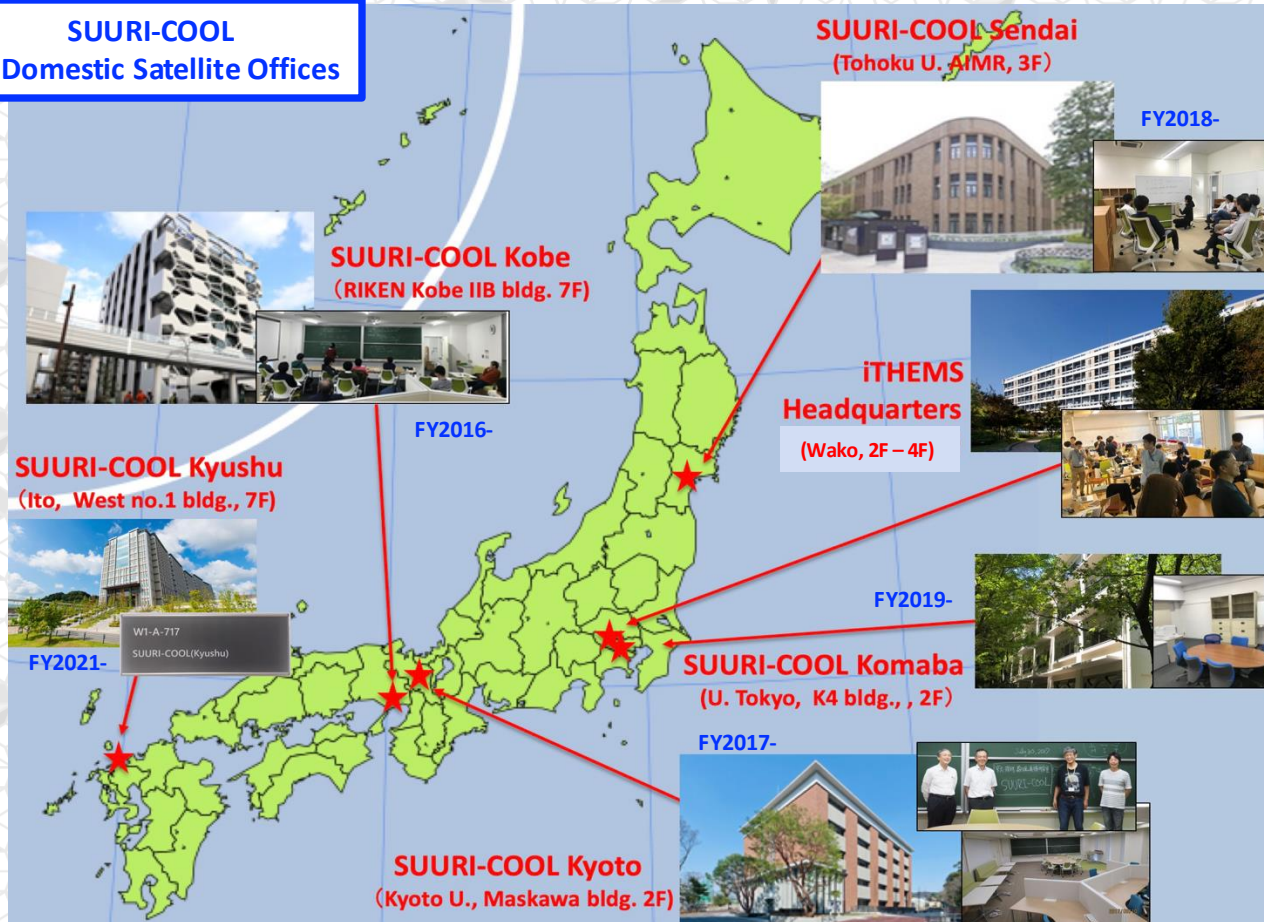 SUURI-COOL
Domestic Satellite Offices
SUURI-COOL Sendai
(Tohoku U. AIMR, 3F）
FY2018-
SUURI-COOL Kobe
（RIKEN Kobe IIB bldg. 7F)
FY2016-
iTHEMS
Headquarters
(Wako, 2F – 4F)
SUURI-COOL Kyushu
（Ito, West no.1 bldg., 7F)
W1-A-717
SUURI-COOL(Kyushu)
FY2021-
FY2019-
SUURI-COOL Komaba
(U. Tokyo, K4 bldg., , 2F）
FY2017-
SUURI-COOL
SUURI-COOL Kyoto
（Kyoto U., Maskawa bldg. 2F)